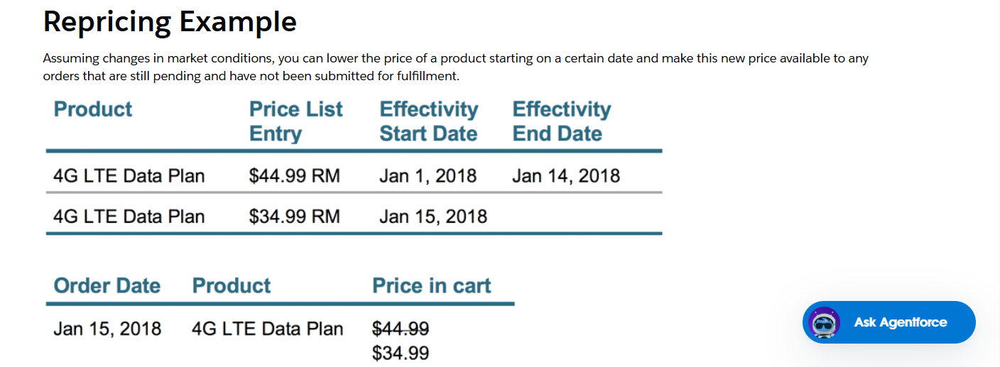 Repricing Example
Assuming changes in market conditions, you can lower the price of a product starting on a certain date and make this new price available to any
orders that are still pending and have not been submitted for fulfillment.
Product Price List Entry Effectivity Start Date Effectivity End Date
4G LTE Data Plan $44.99 RM Jan 1, 2018 Jan 14, 2018
4G LTE Data Plan $34.99 RM Jan 15, 2018
Order Date Product Price in cart
Jan 15, 2018 4G LTE Data Plan $44.99
$34.99
Ask Agentforce